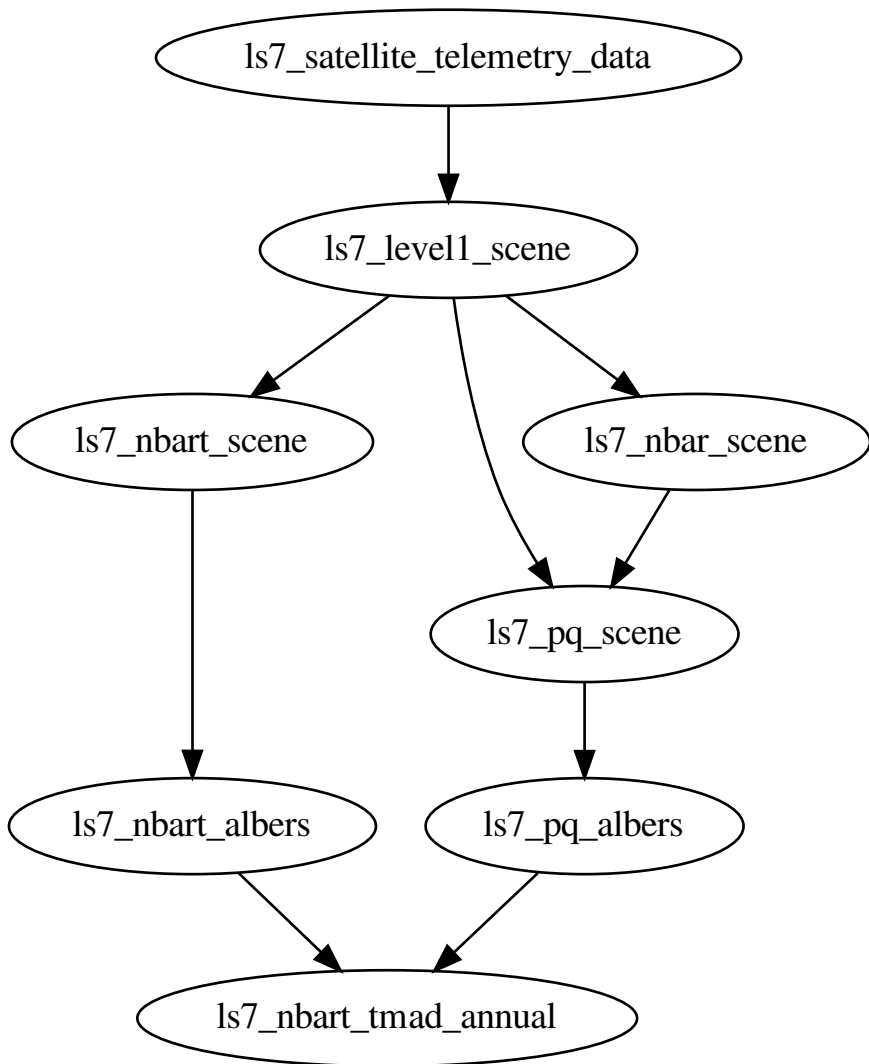 ls7_satellite_telemetry_data
ls7_level1_scene
ls7_nbart_scene
ls7_nbar_scene
ls7_pq_scene
ls7_nbart_albers
ls7_pq_albers
ls7_nbart_tmad_annual